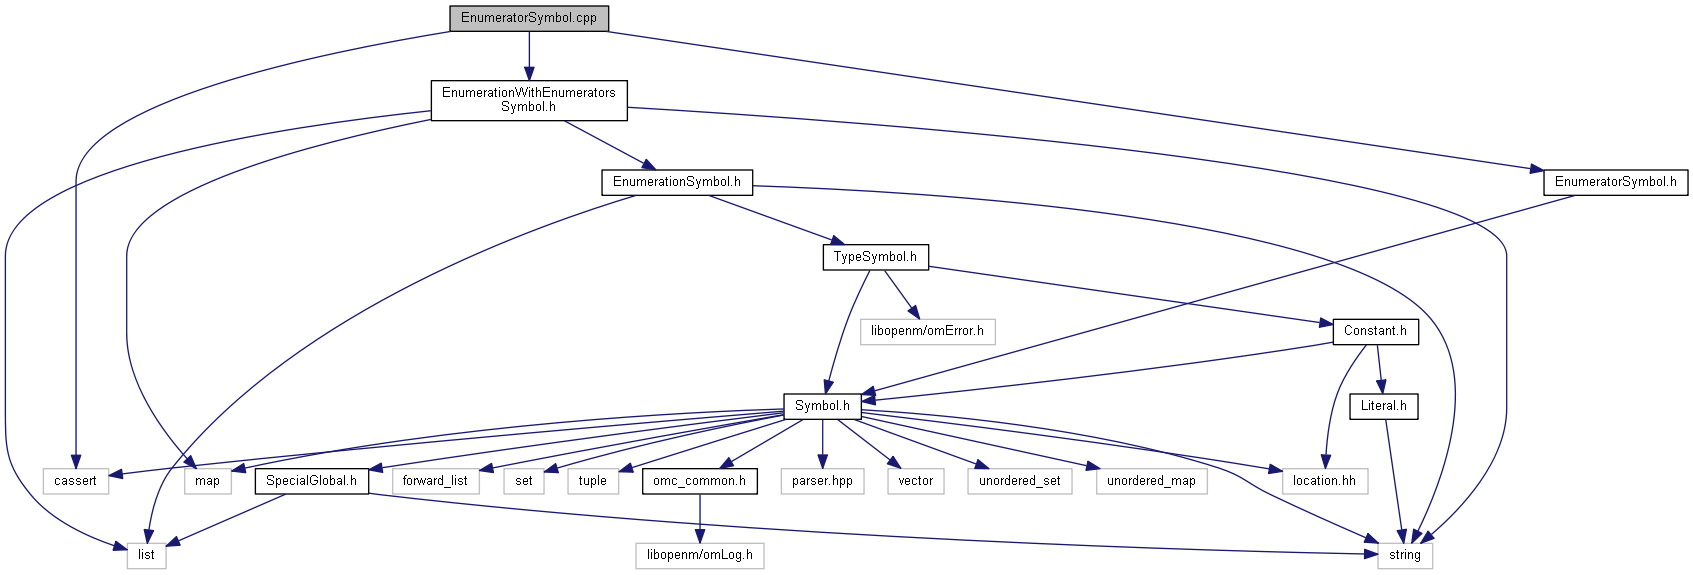 EnumeratorSymbol.cpp
EnumerationWithEnumerators
Symbol.h
EnumerationSymbol.h
EnumeratorSymbol.h
TypeSymbol.h
libopenm/omError.h
Constant.h
Symbol.h
Literal.h
cassert
map
SpecialGlobal.h
forward_list
set
tuple
omc_common.h
parser.hpp
vector
unordered_set
unordered_map
location.hh
list
libopenm/omLog.h
string